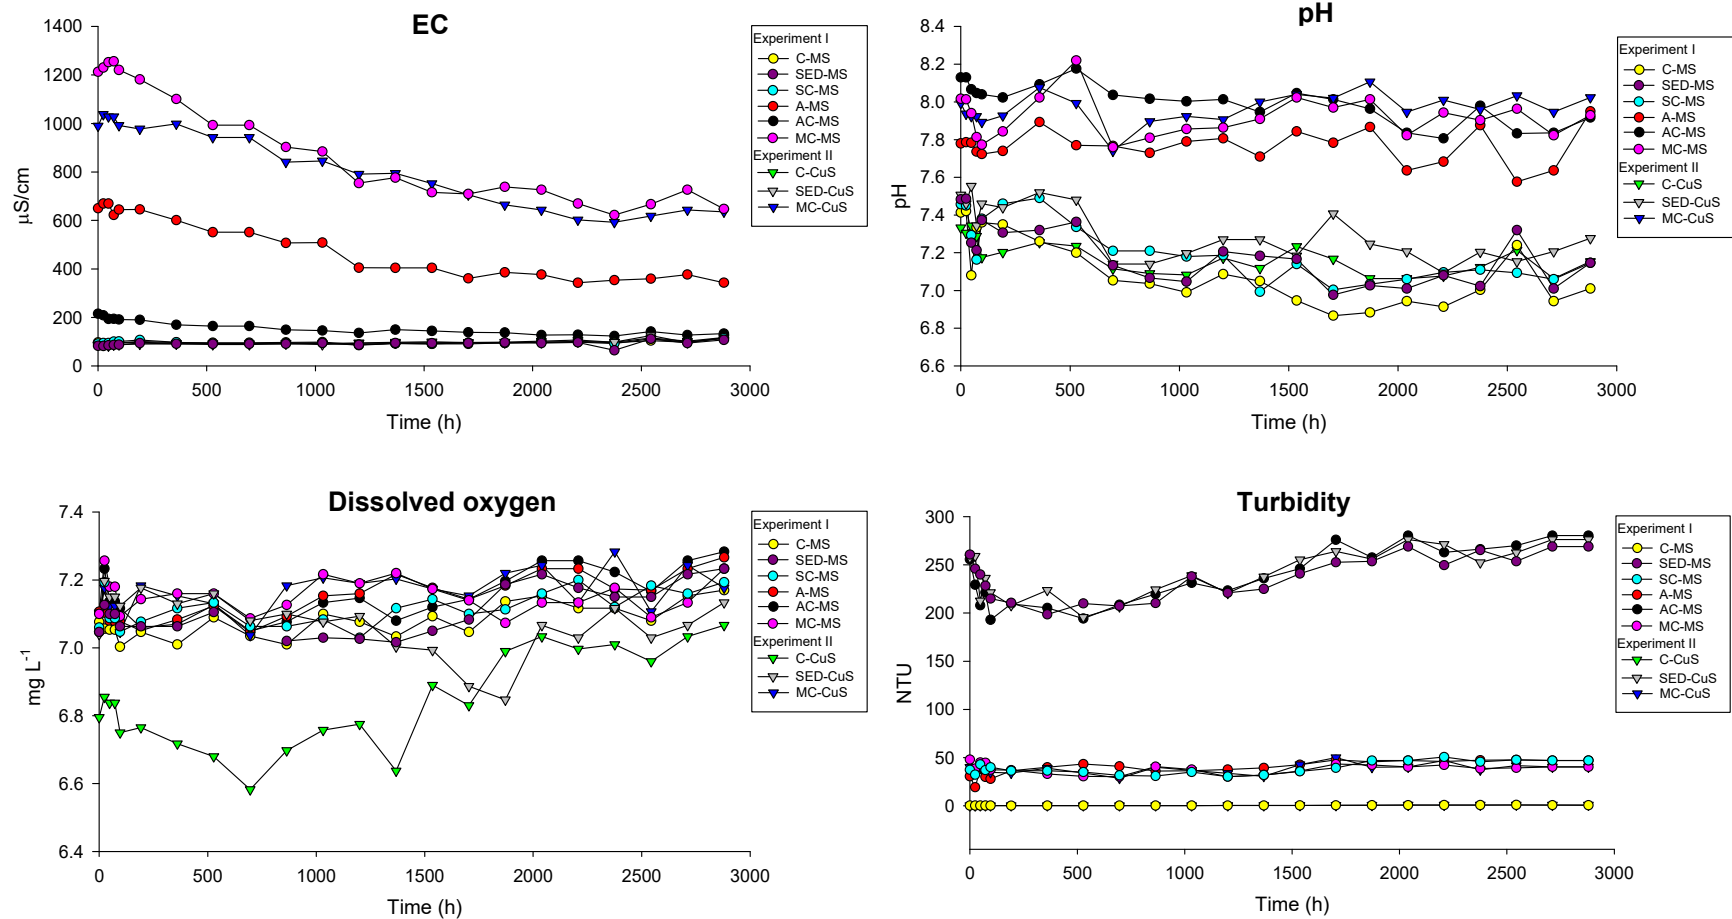 EC
1400
1200
1000
800
600
400
200
0
µS/cm
0 500 1000 1500 2000 2500 3000
Time (h)
Experiment I
C-MS
SED-MS
SC-MS
A-MS
AC-MS
MC-MS
Experiment II
C-CuS
SED-CuS
MC-CuS
pH
8.4
8.2
8.0
7.8
7.6
7.4
7.2
7.0
6.8
6.6
pH
0 500 1000 1500 2000 2500 3000
Time (h)
Experiment I
C-MS
SED-MS
SC-MS
A-MS
AC-MS
MC-MS
Experiment II
C-CuS
SED-CuS
MC-CuS
Dissolved oxygen
7.4
7.2
7.0
6.8
6.6
6.4
mg L⁻¹
0 500 1000 1500 2000 2500 3000
Time (h)
Experiment I
C-MS
SED-MS
SC-MS
A-MS
AC-MS
MC-MS
Experiment II
C-CuS
SED-CuS
MC-CuS
Turbidity
300
250
200
150
100
50
0
NTU
0 500 1000 1500 2000 2500 3000
Time (h)
Experiment I
C-MS
SED-MS
SC-MS
A-MS
AC-MS
MC-MS
Experiment II
C-CuS
SED-CuS
MC-CuS